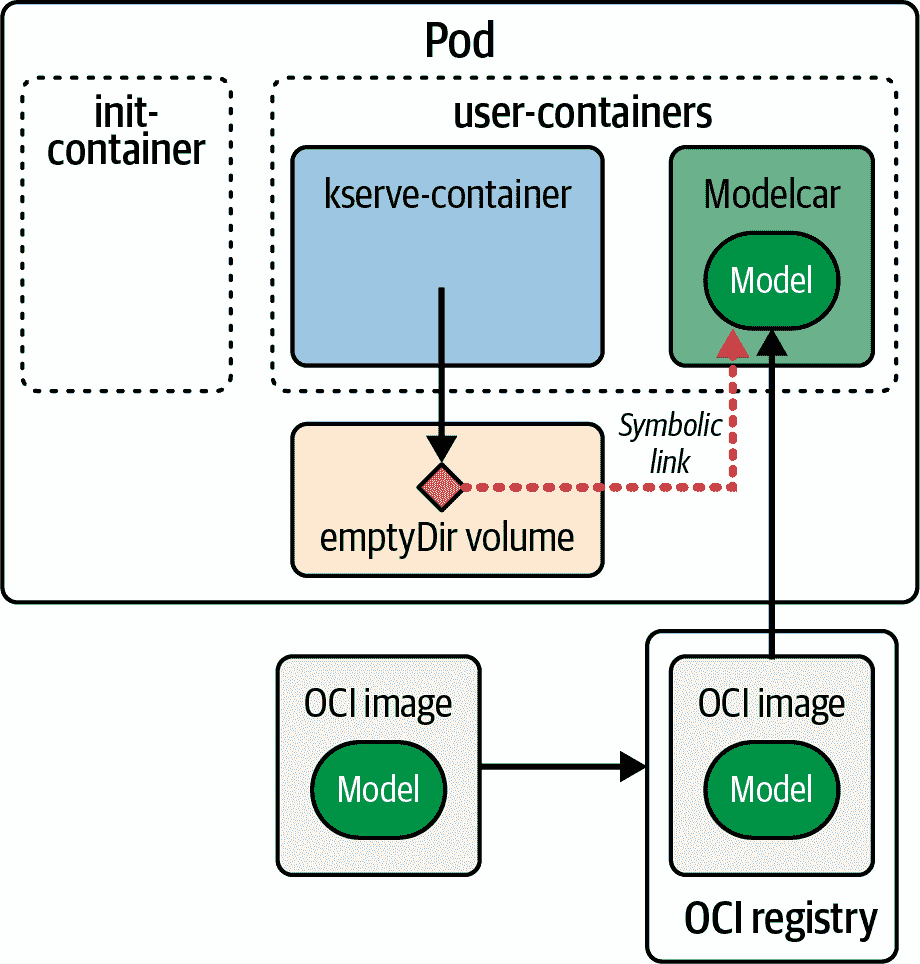 Pod
init-
container
user-containers
kserve-container
Modelcar
Model
Symbolic
link
emptyDir volume
OCI image
Model
OCI image
Model
OCI registry